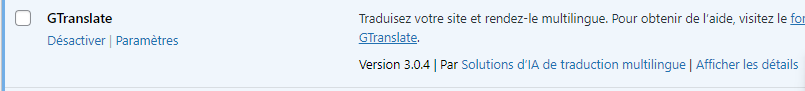 GTranslate
Désactiver | Paramètres
Traduisez votre site et rendez-le multilingue. Pour obtenir de l'aide, visitez le
GTranslate.
Version 3.0.4 | Par Solutions d'IA de traduction multilingue | Afficher les détails